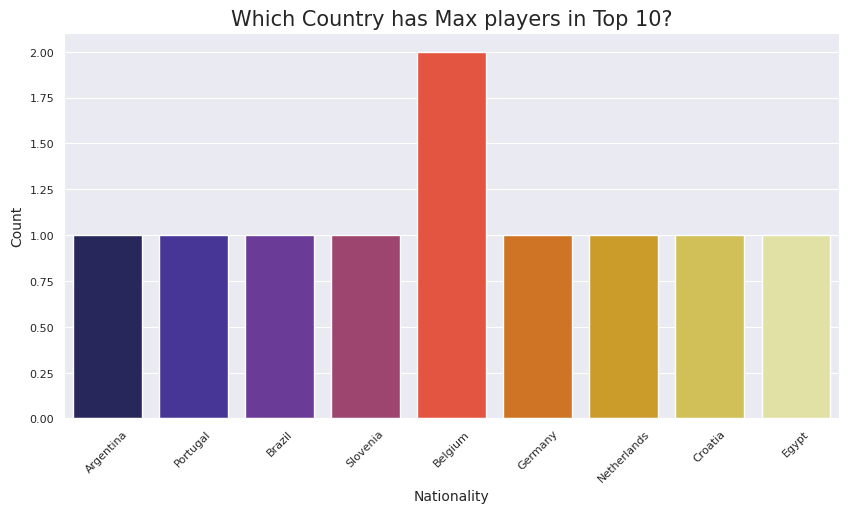 Which Country has Max players in Top 10?
2.00
1.75
1.50
1.25
1.00
0.75
0.50
0.25
0.00
Count
Argentina
Portugal
Brazil
Slovenia
Belgium
Germany
Netherlands
Croatia
Egypt
Nationality